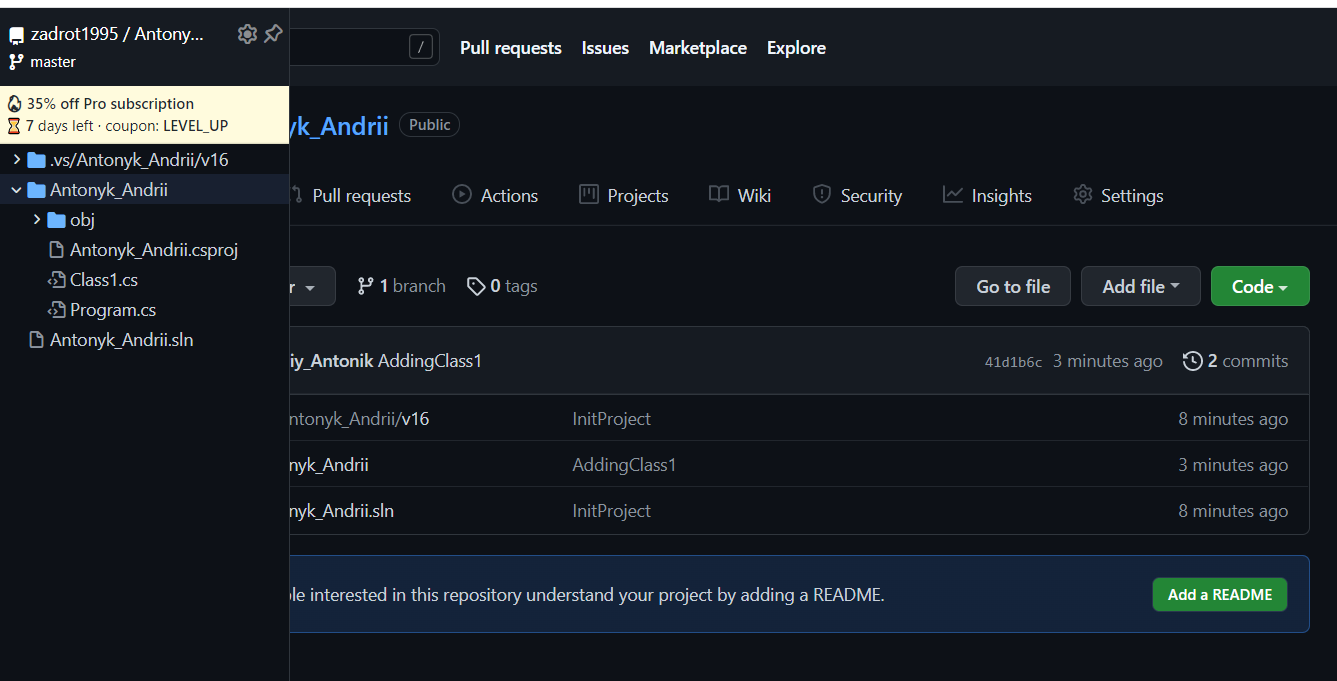 zadrot1995 / Antony...
master
35% off Pro subscription
7 days left · coupon: LEVEL_UP
.vs/Antonyk_Andrii/v16
Antonyk_Andrii
obj
Antonyk_Andrii.csproj
Class1.cs
Program.cs
Antonyk_Andrii.sln
/ Pull requests Issues Marketplace Explore
yk_Andrii Public
Pull requests Actions Projects Wiki Security Insights Settings
r 1 branch 0 tags Go to file Add file Code
iy_Antonik AddingClass1 41d1b6c 3 minutes ago 2 commits
ntonyk_Andrii/v16 InitProject 8 minutes ago
nyk_Andrii AddingClass1 3 minutes ago
nyk_Andrii.sln InitProject 8 minutes ago
le interested in this repository understand your project by adding a README. Add a README